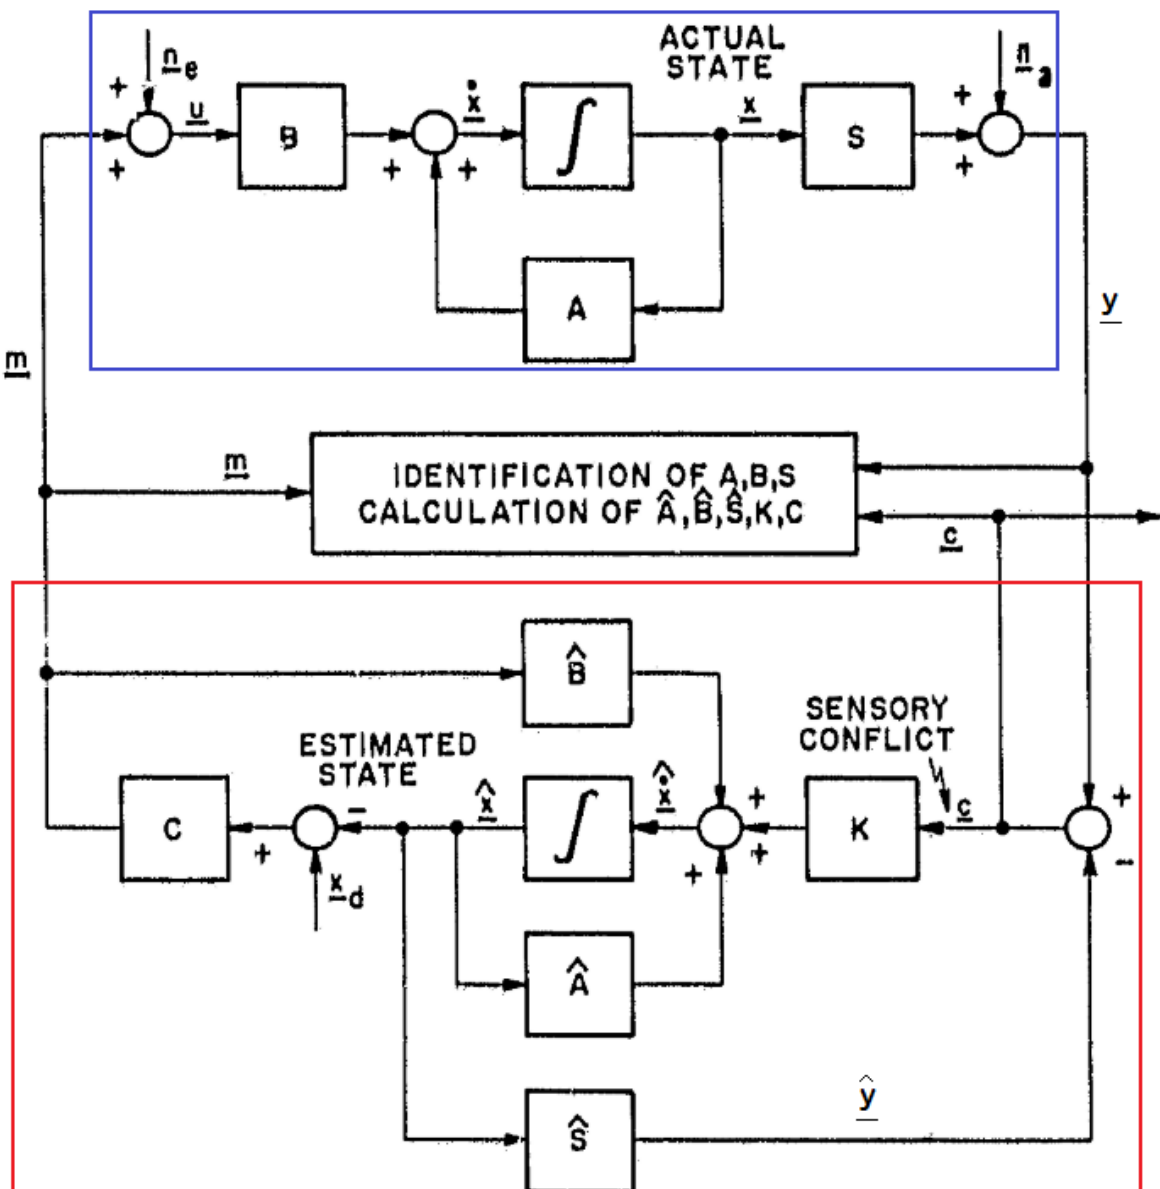 n_e
ACTUAL
STATE
n_a
+ u B ẋ ∫ x S +
+ + + +
A
y
m
m
IDENTIFICATION OF A,B,S
CALCULATION OF Â,B̂,Ŝ,K,C
c
B̂
SENSORY
CONFLICT
ESTIMATED
STATE
C + - x̂ ∫ x̂̇ + K c +
x_d + + -
Â
ŷ
Ŝ